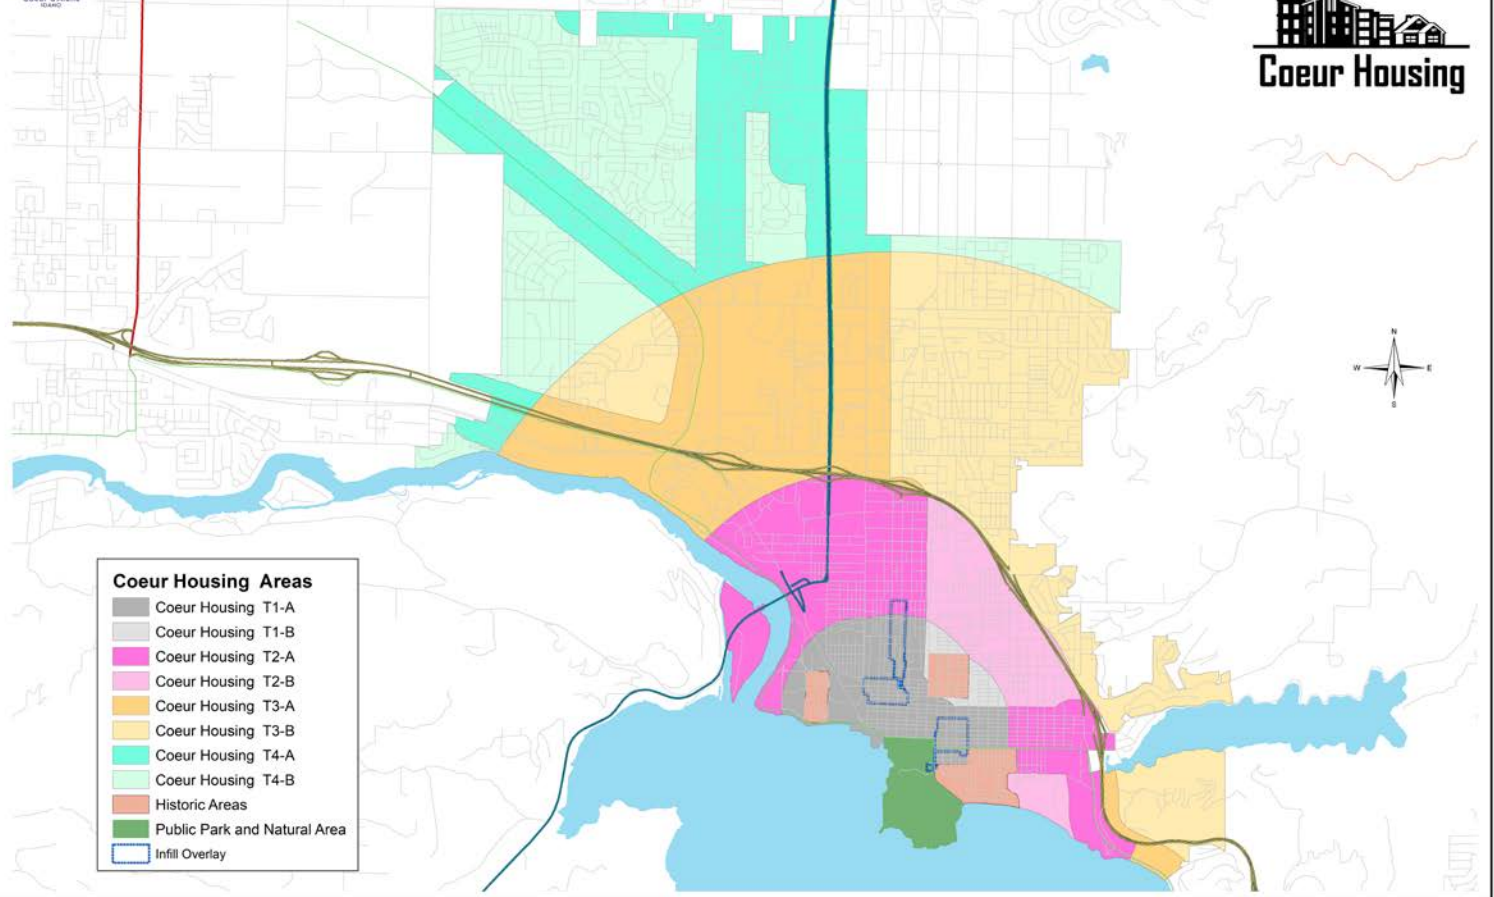 IDAHO
Coeur Housing
N
W E
S
Coeur Housing Areas
Coeur Housing T1-A
Coeur Housing T1-B
Coeur Housing T2-A
Coeur Housing T2-B
Coeur Housing T3-A
Coeur Housing T3-B
Coeur Housing T4-A
Coeur Housing T4-B
Historic Areas
Public Park and Natural Area
Infill Overlay